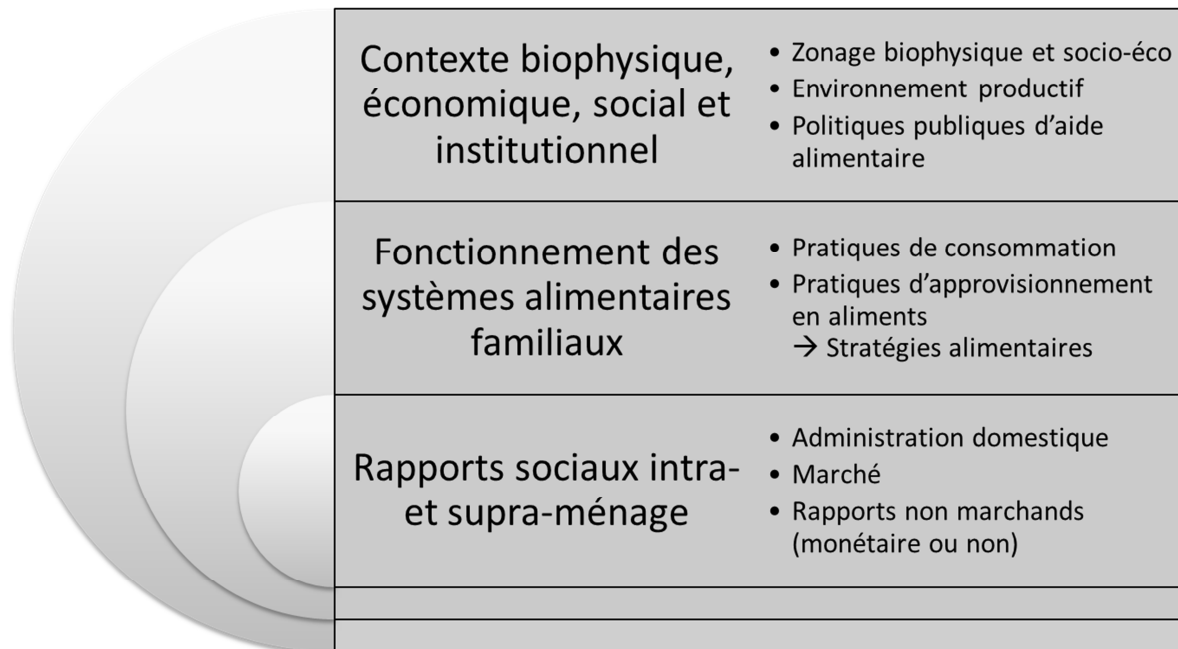 Contexte biophysique,
économique, social et
institutionnel
• Zonage biophysique et socio-éco
• Environnement productif
• Politiques publiques d'aide
alimentaire
Fonctionnement des
systèmes alimentaires
familiaux
• Pratiques de consommation
• Pratiques d'approvisionnement
en aliments
→ Stratégies alimentaires
Rapports sociaux intra-
et supra-ménage
• Administration domestique
• Marché
• Rapports non marchands
(monétaire ou non)